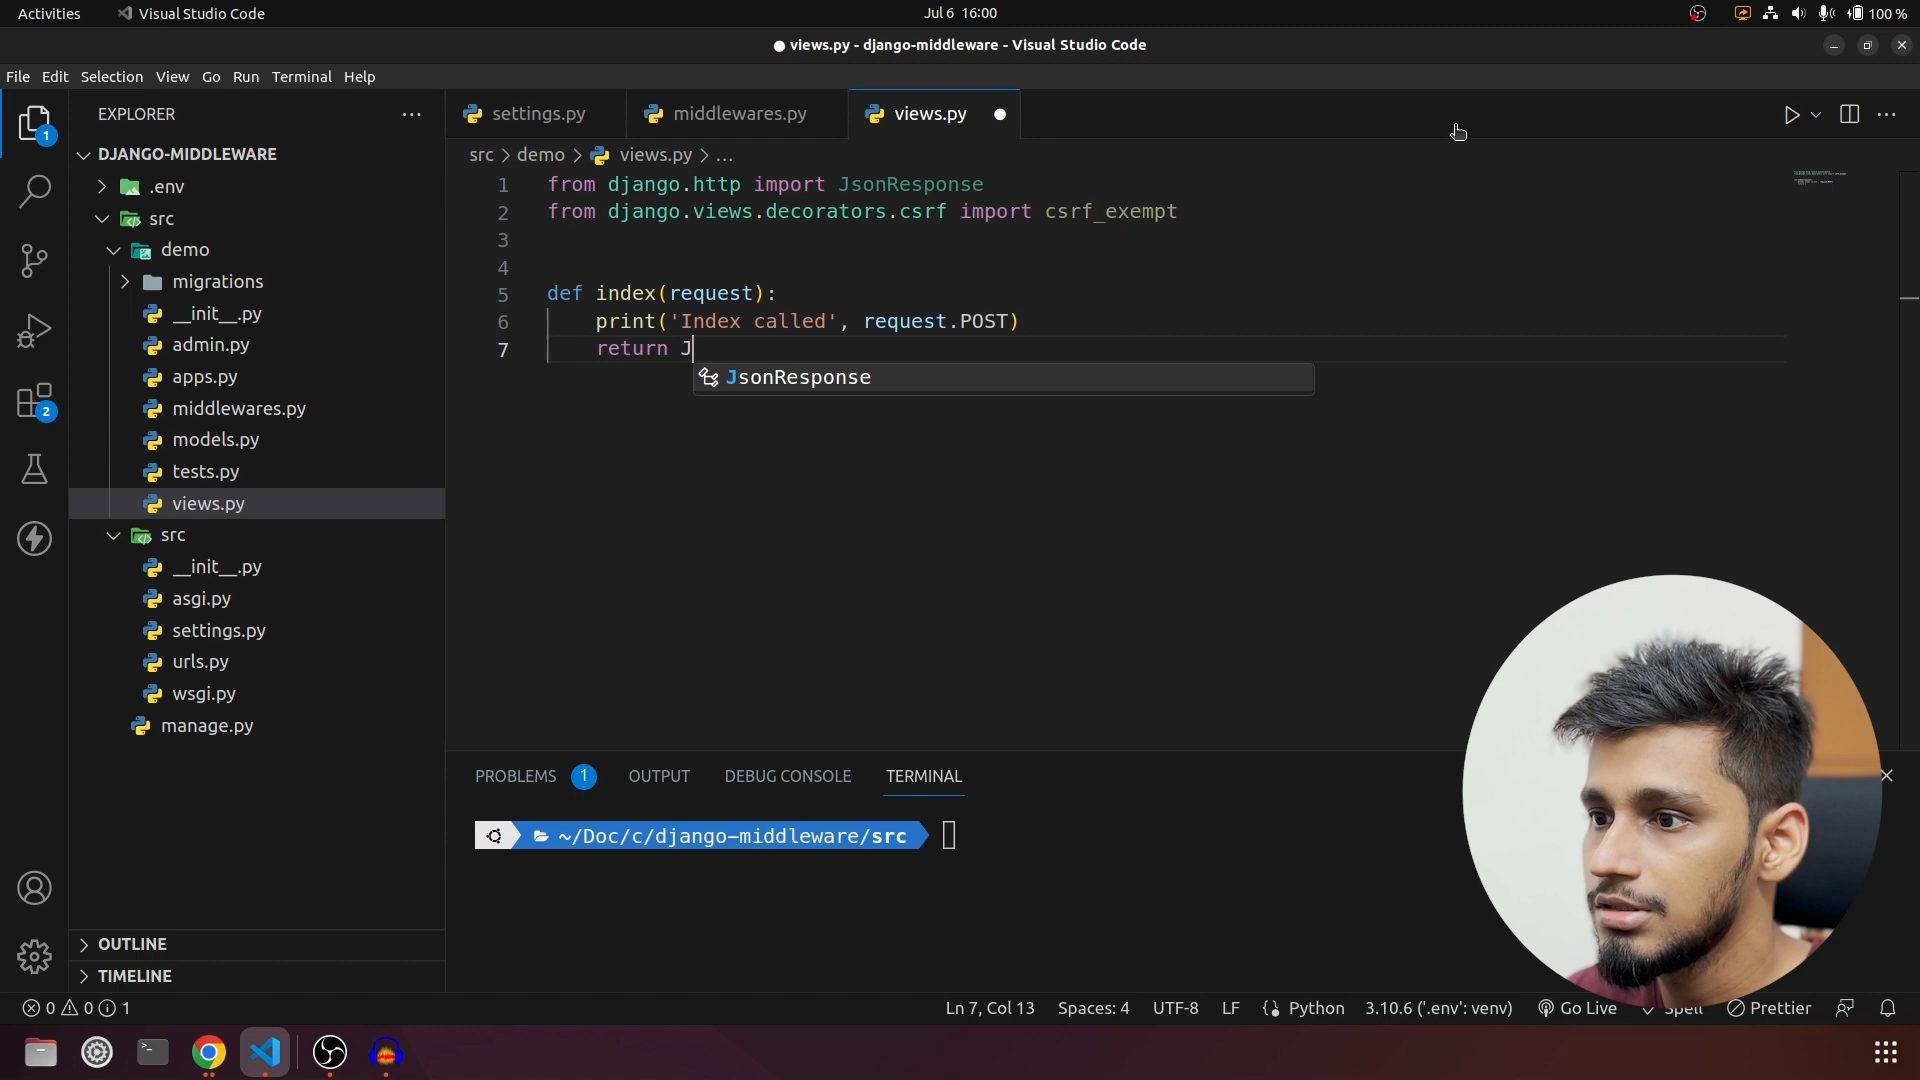 Activities
Visual Studio Code
Jul 6 16:00
100 %
● views.py - django-middleware - Visual Studio Code
File Edit Selection View Go Run Terminal Help
EXPLORER
DJANGO-MIDDLEWARE
.env
src
demo
migrations
__init__.py
admin.py
apps.py
middlewares.py
models.py
tests.py
views.py
src
__init__.py
asgi.py
settings.py
urls.py
wsgi.py
manage.py
OUTLINE
TIMELINE
1
2
settings.py middlewares.py views.py
src > demo > views.py > ...
1 from django.http import JsonResponse
2 from django.views.decorators.csrf import csrf_exempt
3
4
5 def index(request):
6 print('Index called', request.POST)
7 return J
JsonResponse
PROBLEMS 1 OUTPUT DEBUG CONSOLE TERMINAL
~/Doc/c/django-middleware/src
0 0 1
Ln 7, Col 13 Spaces: 4 UTF-8 LF Python 3.10.6 ('.env': venv) Go Live Spell Prettier